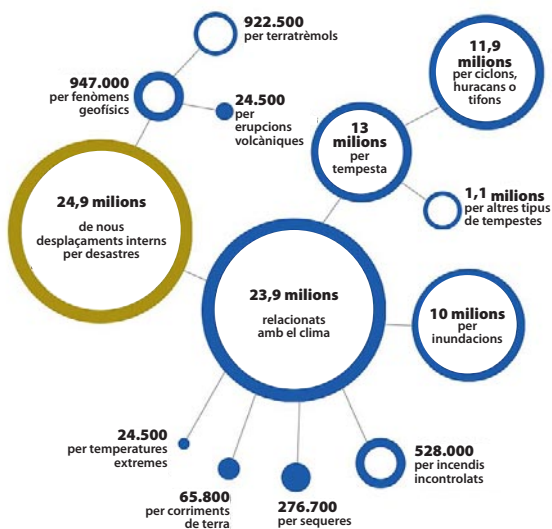 922.500
per terratrèmols
947.000
per fenòmens
geofísics
24.500
per
erupcions
volcàniques
11,9
milions
per ciclons,
huracans o
tifons
13
milions
per
tempesta
1,1 milions
per altres tipus
de tempestes
24,9 milions
de nous
desplaçaments interns
per desastres
23,9 milions
relacionats
amb el clima
10 milions
per
inundacions
24.500
per temperatures
extremes
65.800
per corriments
de terra
276.700
per sequeres
528.000
per incendis
incontrolats